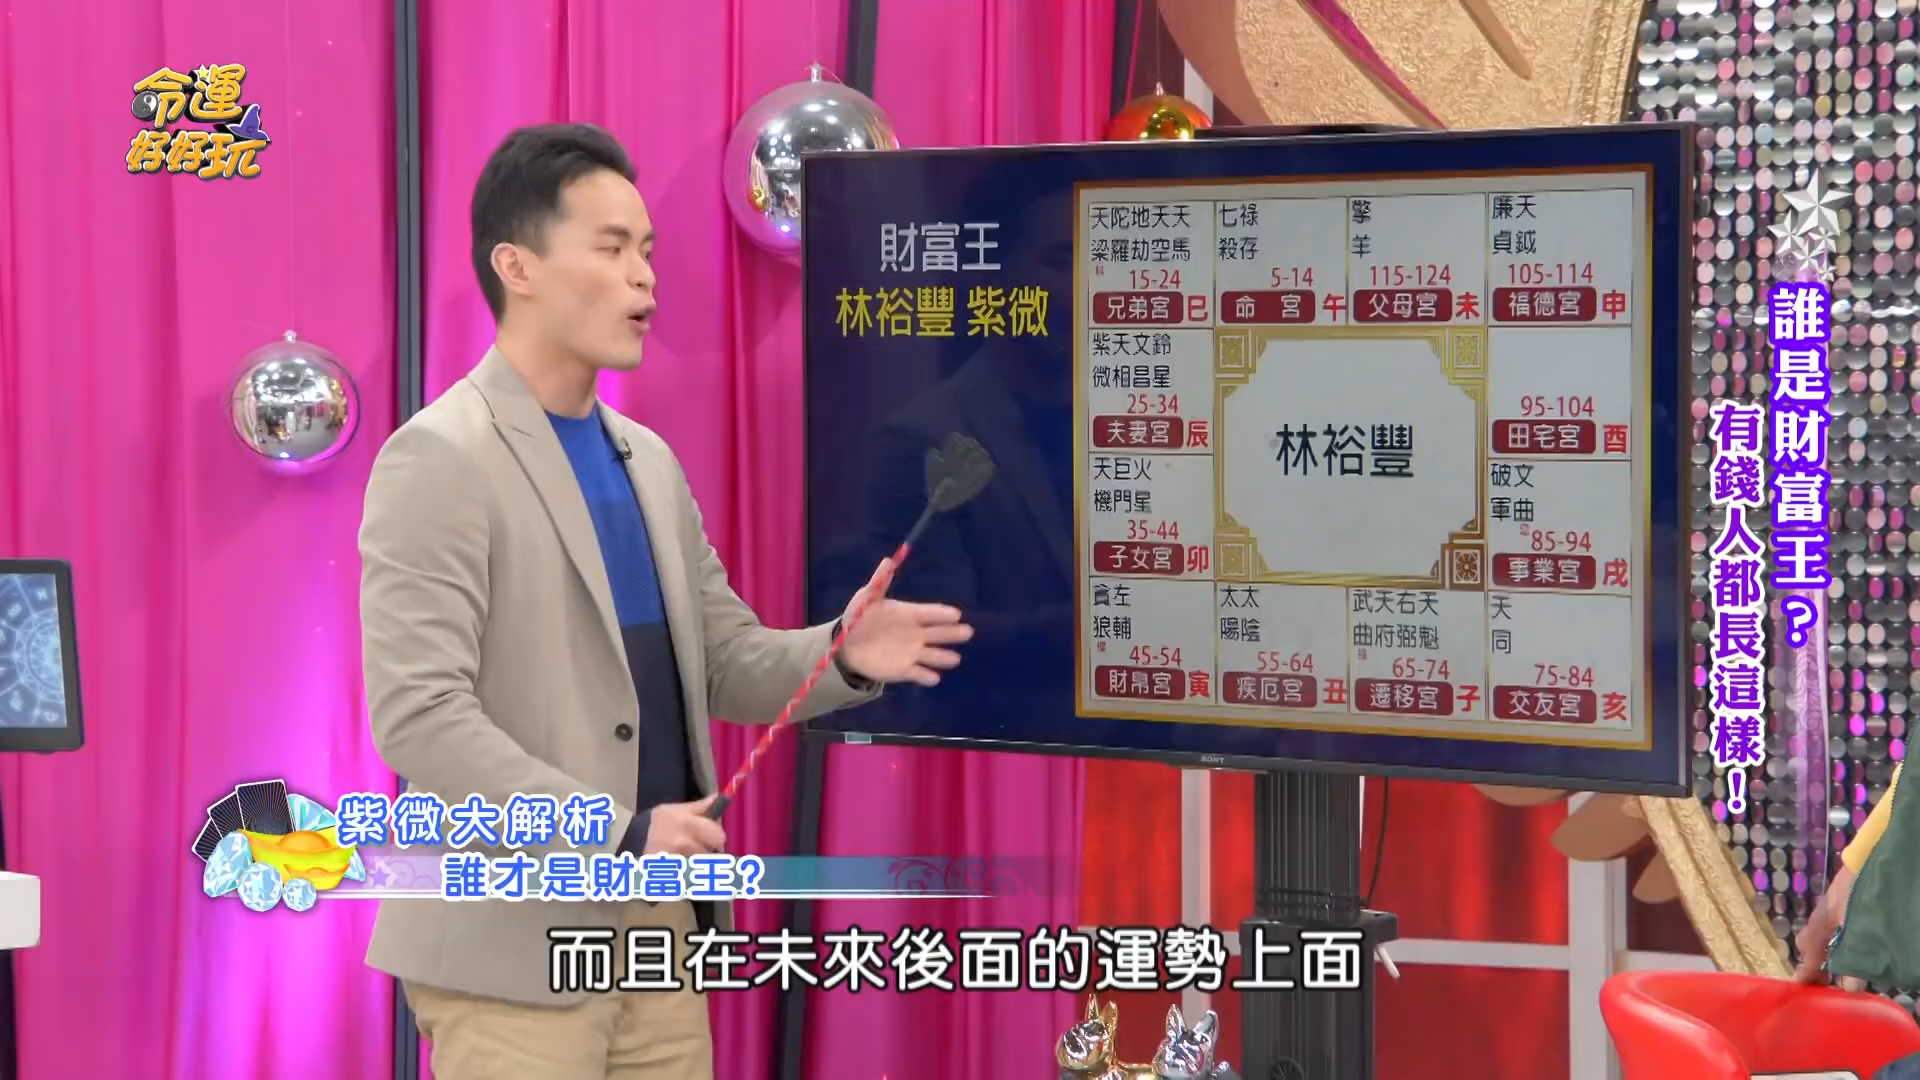 命運
好好玩
財富王
林裕豐 紫微
天陀地天天
梁羅劫空馬
科
15-24
兄弟宮 巳
七祿
殺存
5-14
命 宮 午
擎
羊
115-124
父母宮 未
廉天
貞鉞
105-114
福德宮 申
紫天文鈴
微相昌星
25-34
夫妻宮 辰
林裕豐
95-104
田宅宮 酉
天巨火
機門星
35-44
子女宮 卯
破文
軍曲
85-94
事業宮 戌
貪左
狼輔
權
45-54
財帛宮 寅
太太
陽陰
55-64
疾厄宮 丑
武天右天
曲府弼魁
65-74
遷移宮 子
天
同
75-84
交友宮 亥
SONY
誰是財富王？
有錢人都長這樣！
紫微大解析
誰才是財富王?
而且在未來後面的運勢上面